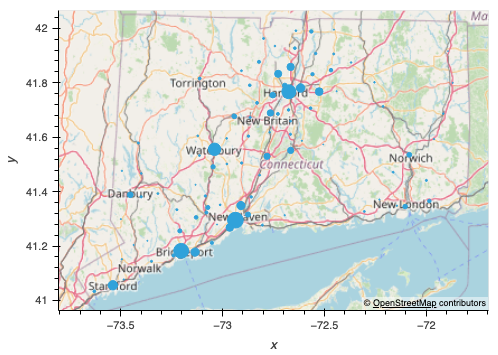 Ma
42
41.8
41.6
41.4
41.2
41
y
Torrington
Hartford
New Britain
Waterbury
Connecticut
Norwich
Danbury
New London
New Haven
Bridgeport
Norwalk
Stamford
© OpenStreetMap contributors
−73.5
−73
−72.5
−72
x